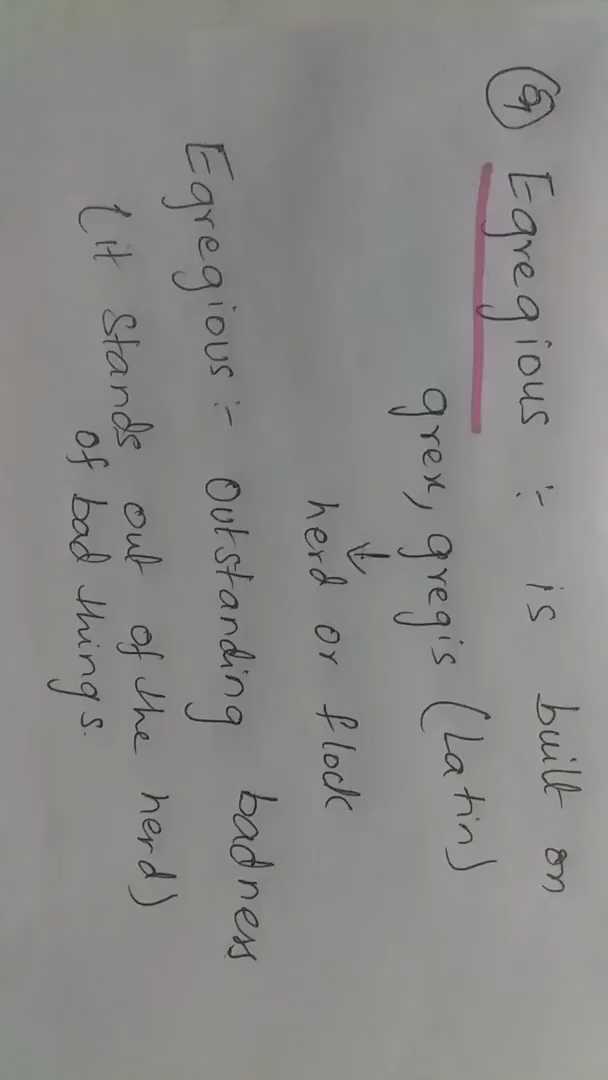 Egregious :- is built on
grex, gregis (Latin)
↓
herd or flock
Egregious :- Outstanding badness
(it stands out of the herd)
of bad things.